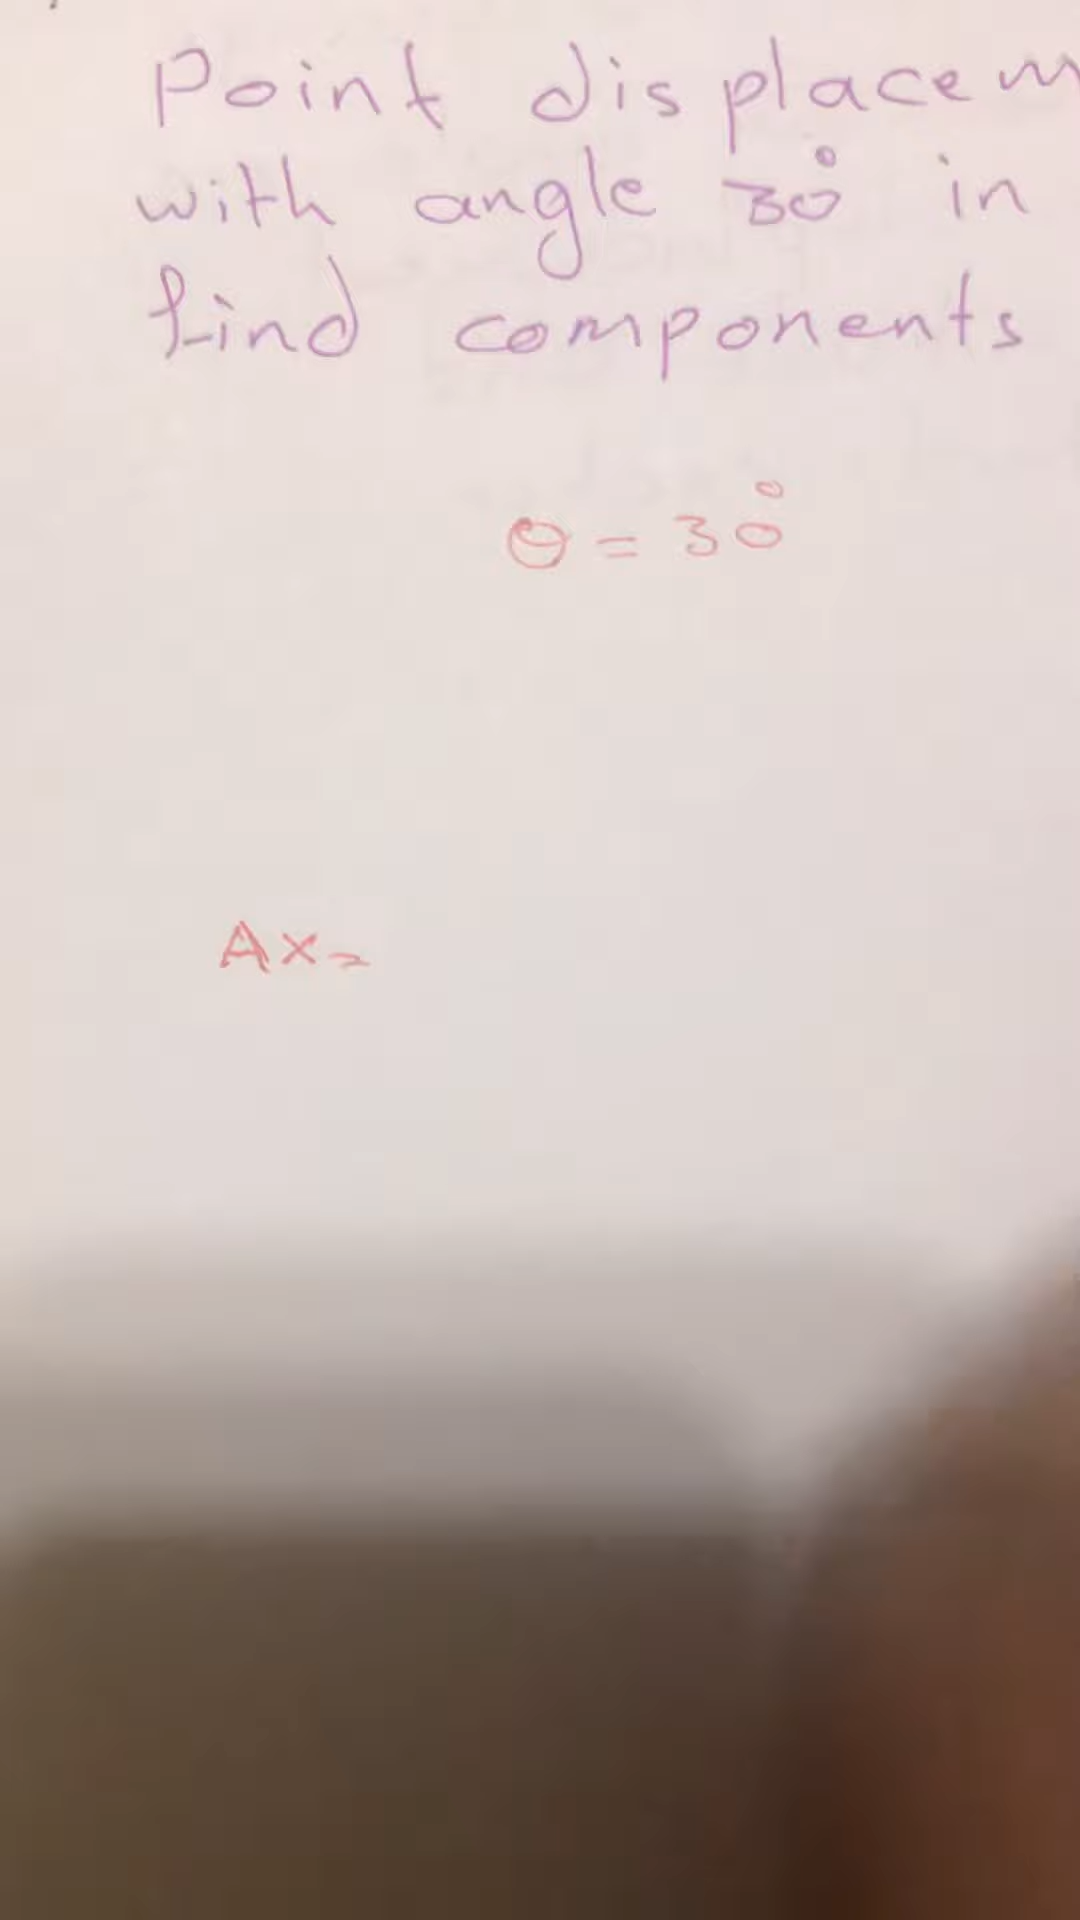 Point displacem
with angle 30° in
find components
θ = 30°
Ax=